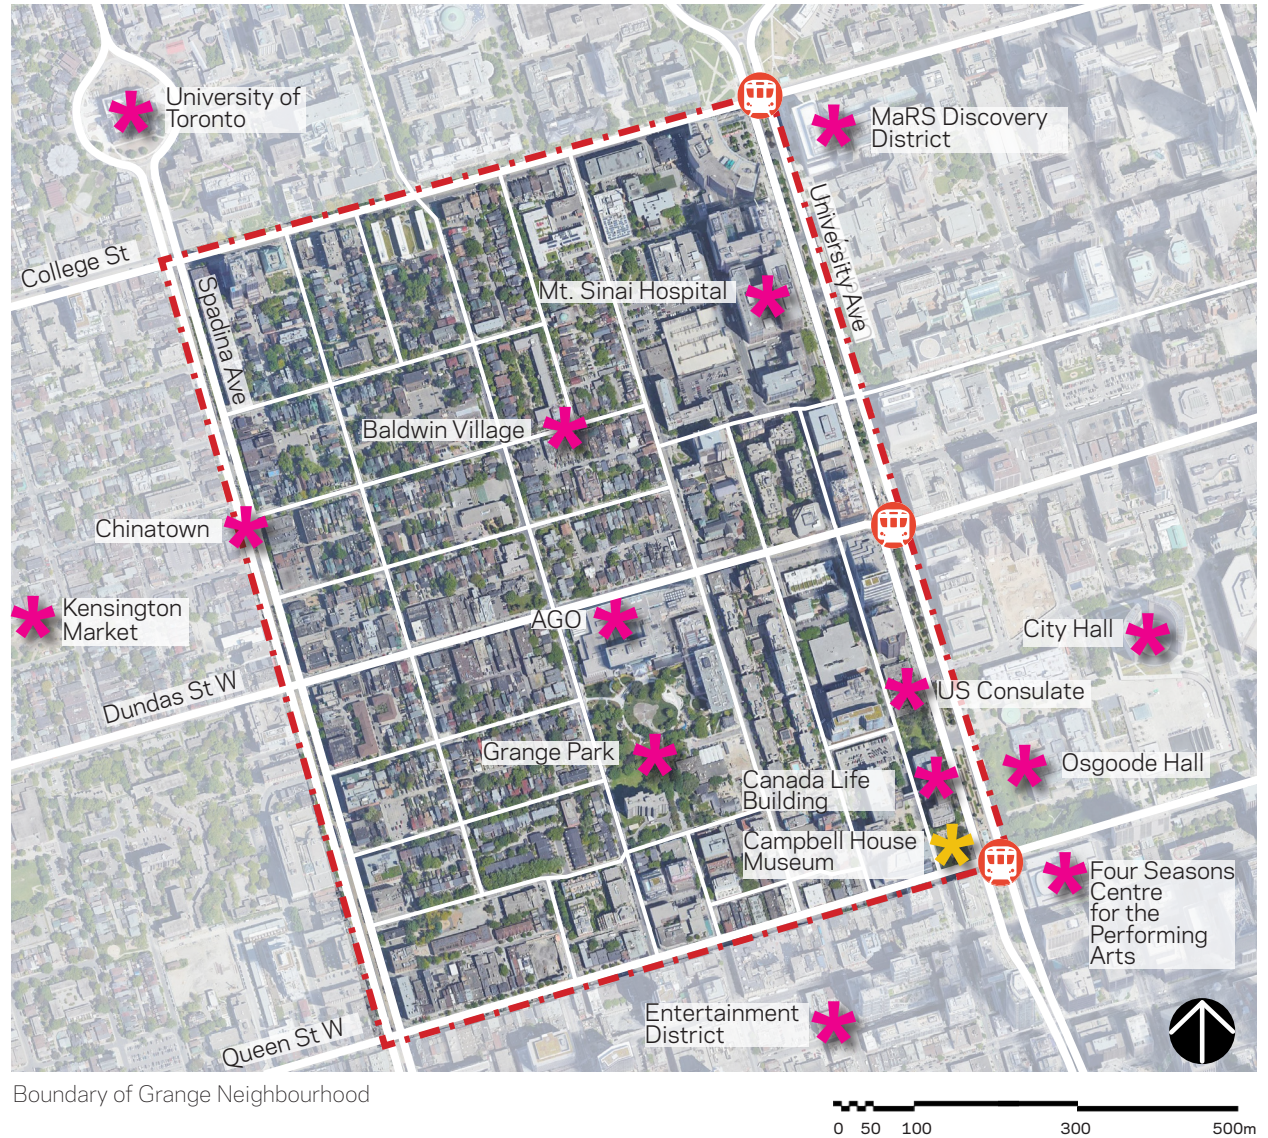 University of
Toronto
MaRS Discovery
District
College St
Spadina Ave
University Ave
Mt. Sinai Hospital
Baldwin Village
Chinatown
Kensington
Market
AGO
City Hall
Dundas St W
US Consulate
Grange Park
Osgoode Hall
Canada Life
Building
Campbell House
Museum
Four Seasons
Centre
for the
Performing
Arts
Entertainment
District
Queen St W
Boundary of Grange Neighbourhood
0 50 100 300 500m